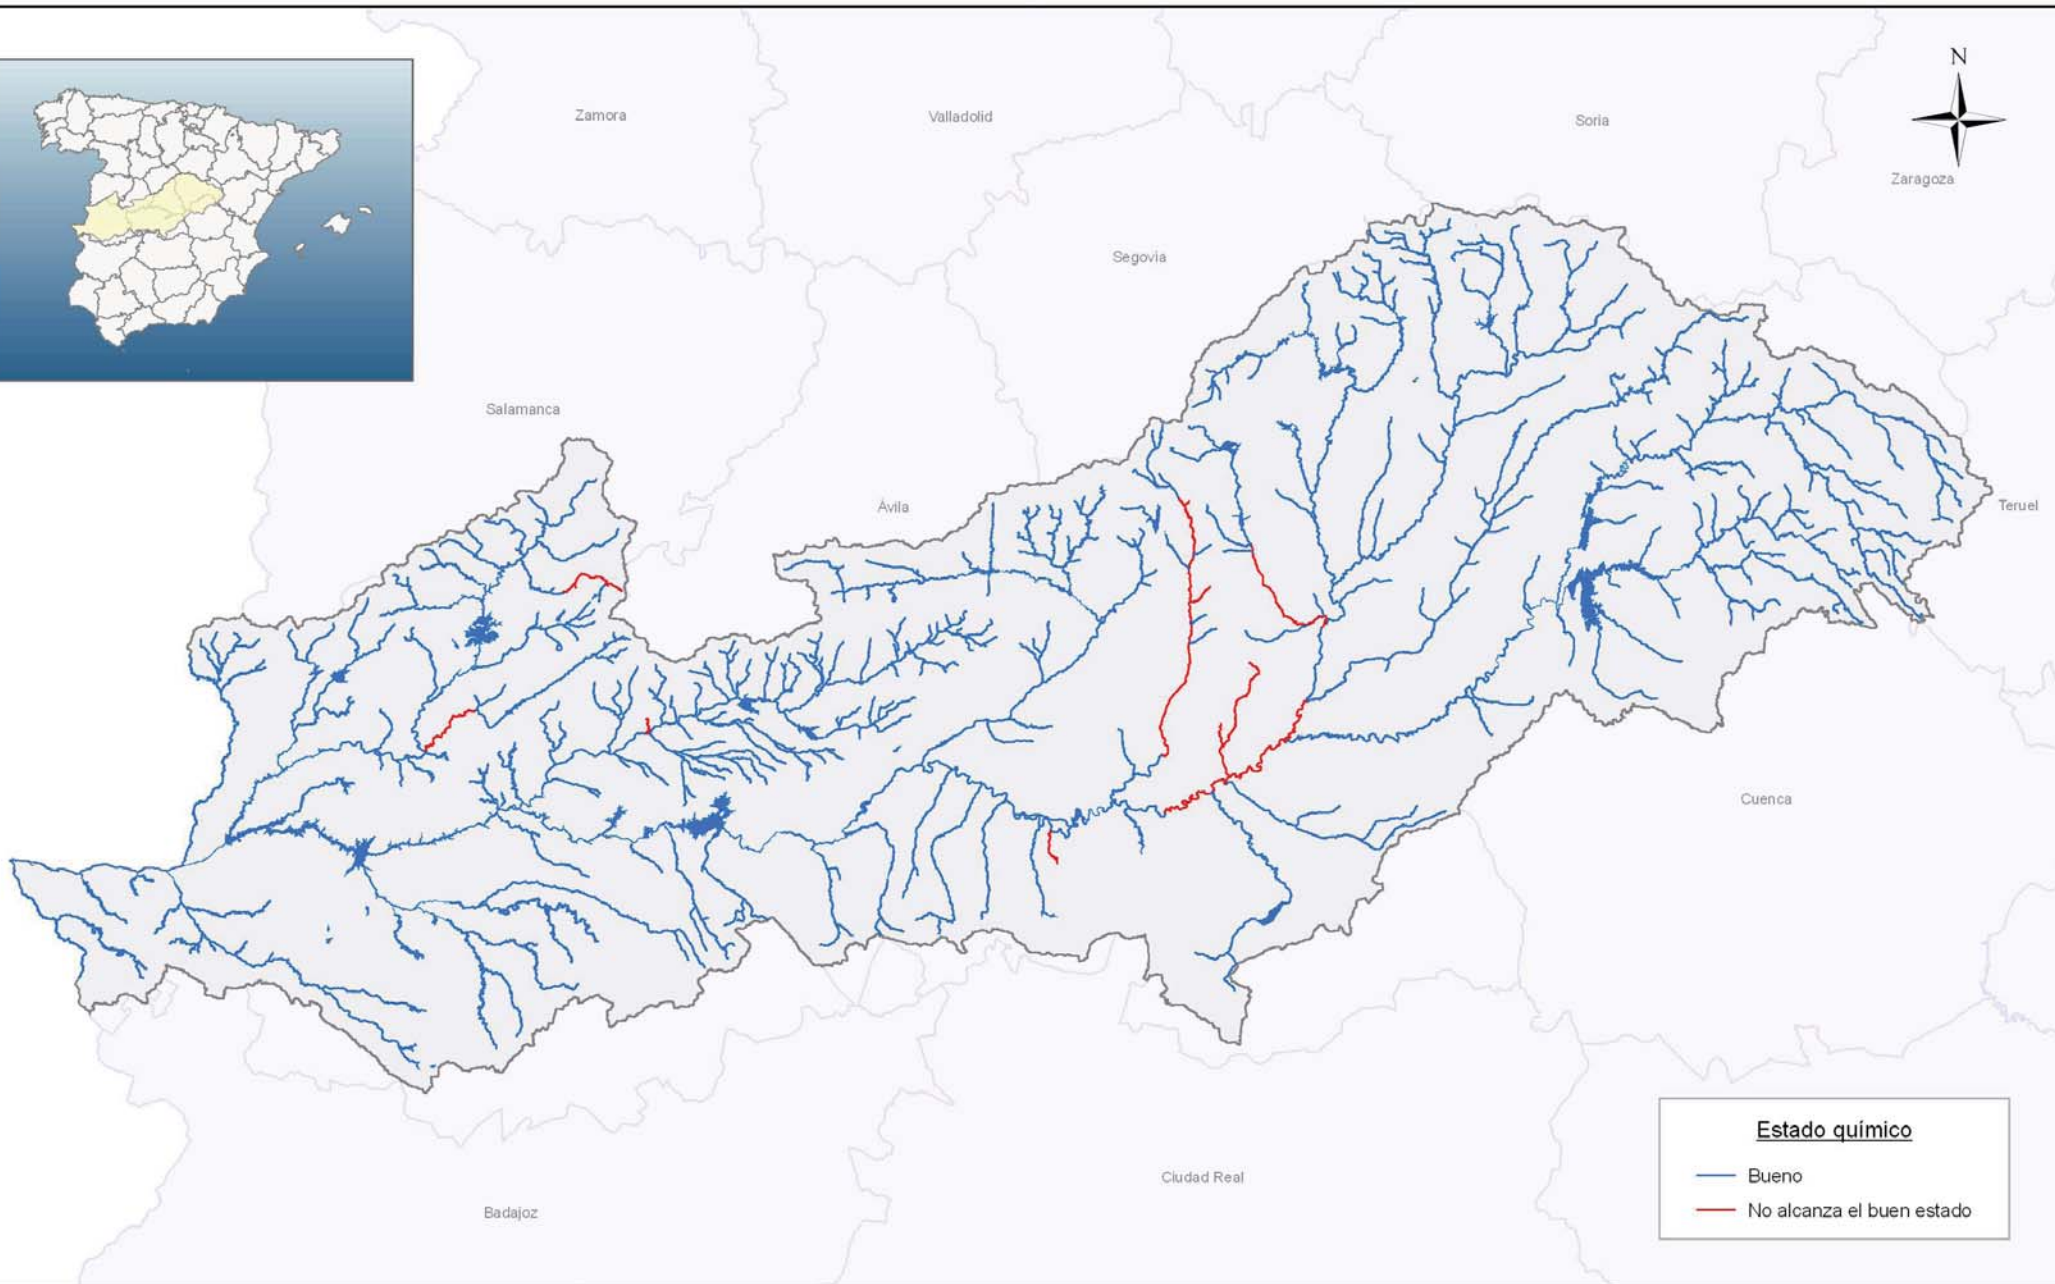 N
Zamora
Valladolid
Soria
Zaragoza
Segovia
Salamanca
Ávila
Teruel
Cuenca
Ciudad Real
Badajoz
Estado químico
Bueno
No alcanza el buen estado